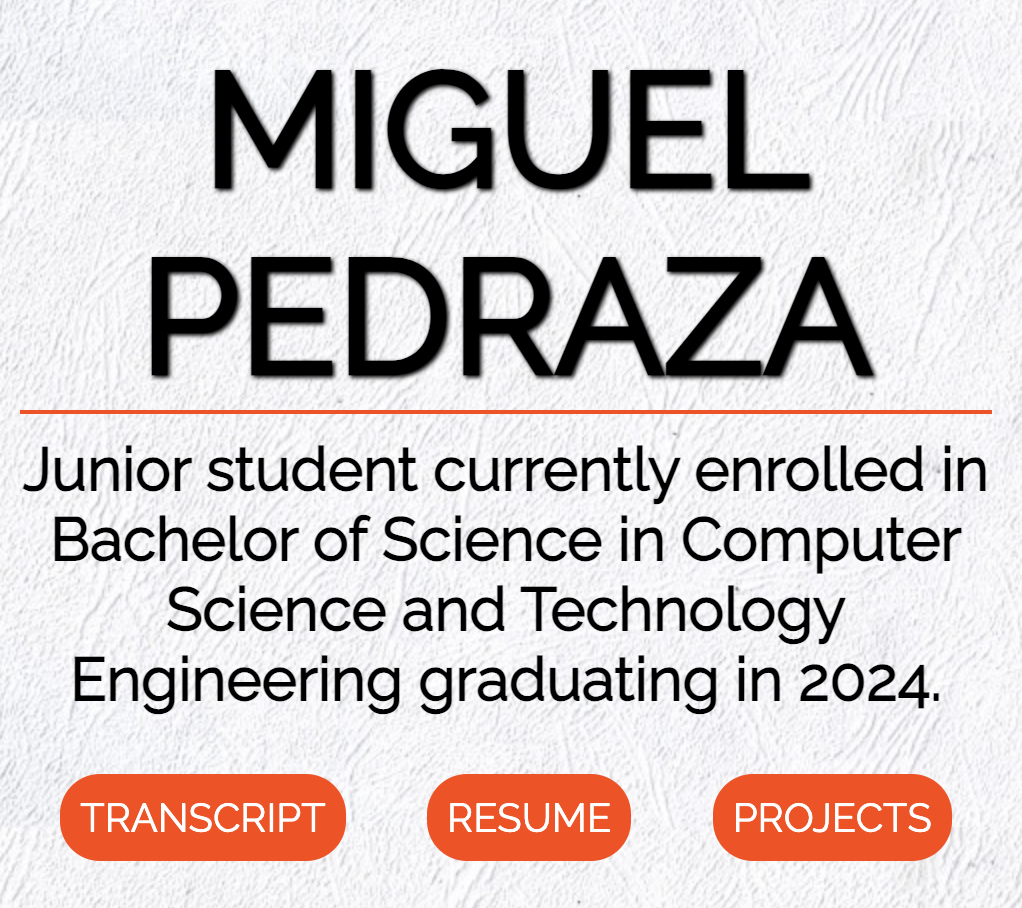 MIGUEL
PEDRAZA
Junior student currently enrolled in
Bachelor of Science in Computer
Science and Technology
Engineering graduating in 2024.
TRANSCRIPT RESUME PROJECTS